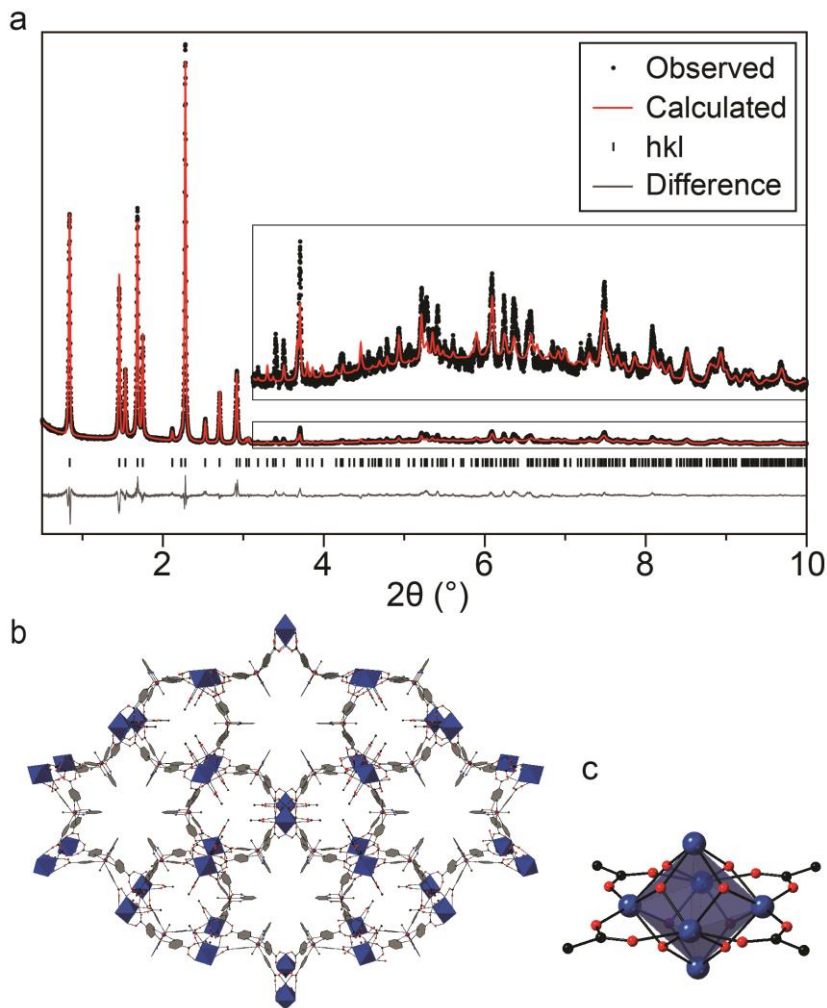 a
Observed
Calculated
hkl
Difference
2 4 6 8 10
2θ (°)
b
c